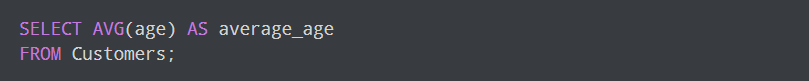 SELECT AVG(age) AS average_age
FROM Customers;